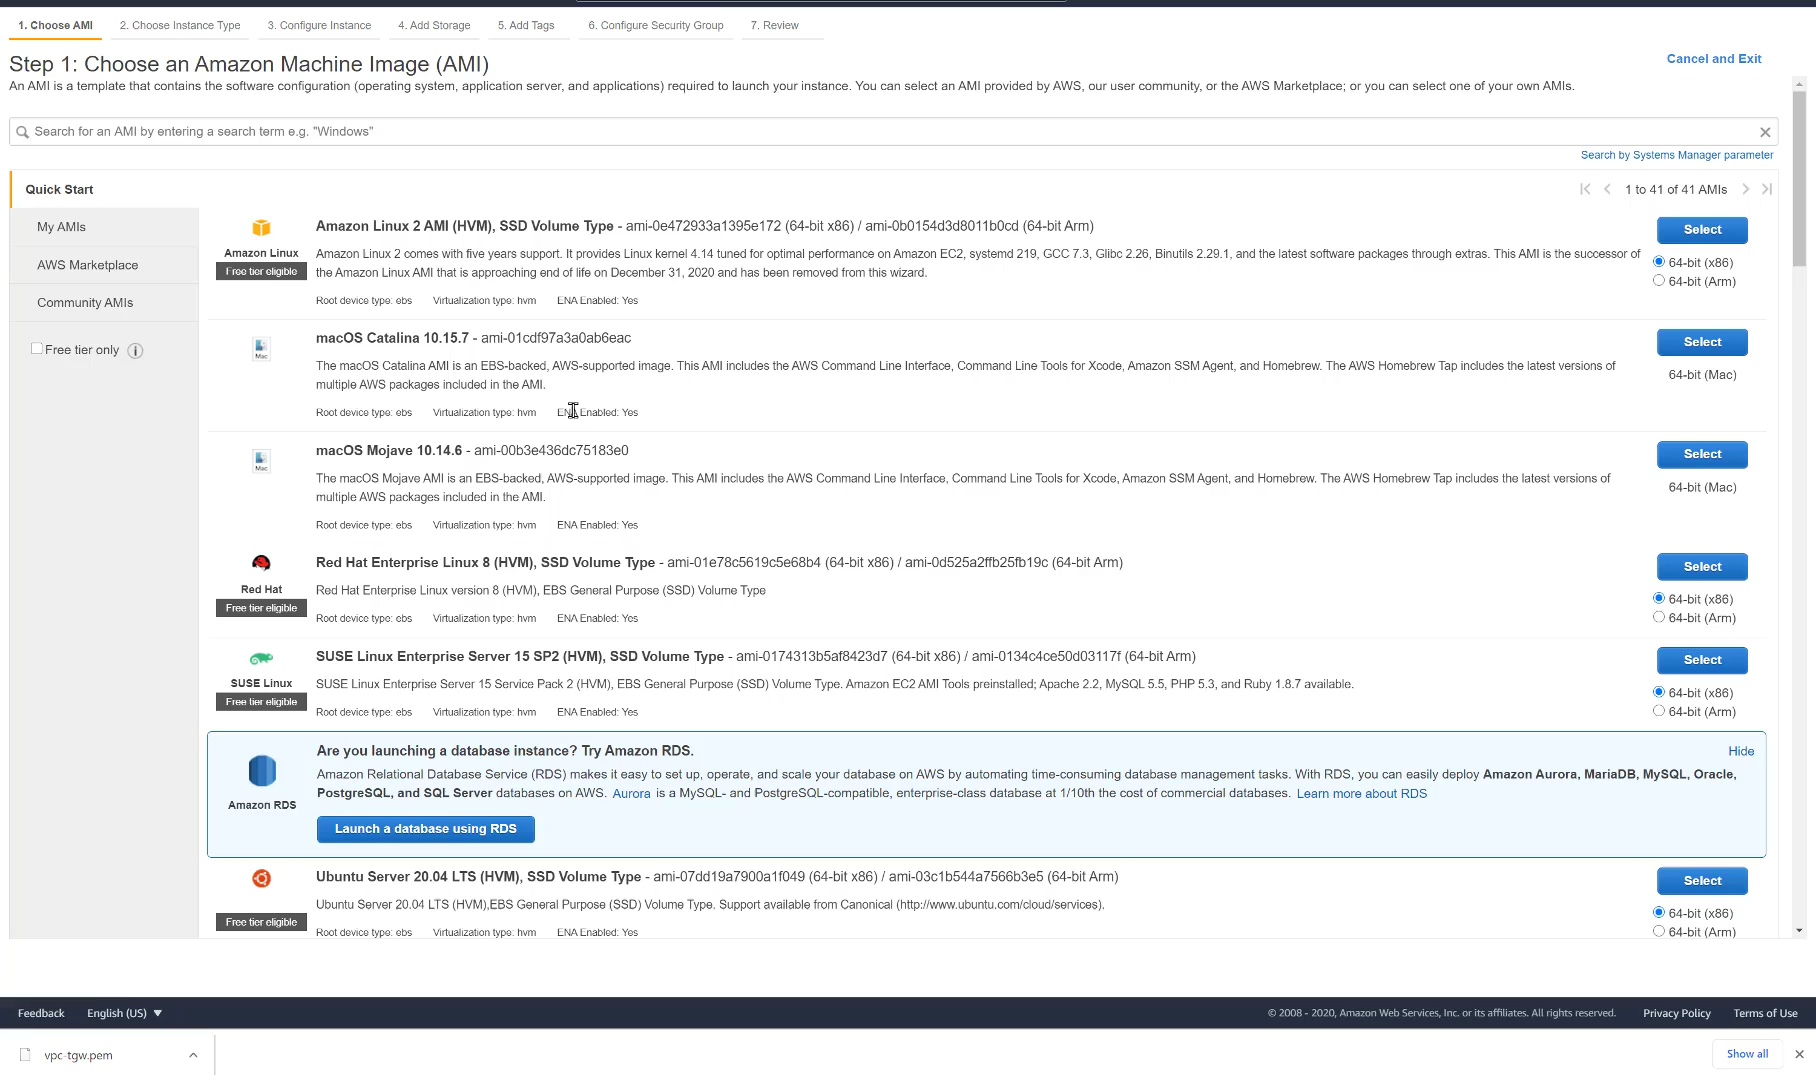 1. Choose AMI 2. Choose Instance Type 3. Configure Instance 4. Add Storage 5. Add Tags 6. Configure Security Group 7. Review
Step 1: Choose an Amazon Machine Image (AMI)
Cancel and Exit
An AMI is a template that contains the software configuration (operating system, application server, and applications) required to launch your instance. You can select an AMI provided by AWS, our user community, or the AWS Marketplace; or you can select one of your own AMIs.
Search for an AMI by entering a search term e.g. "Windows"
Search by Systems Manager parameter
Quick Start
1 to 41 of 41 AMIs
My AMIs
AWS Marketplace
Community AMIs
Free tier only
Amazon Linux
Free tier eligible
Amazon Linux 2 AMI (HVM), SSD Volume Type - ami-0e472933a1395e172 (64-bit x86) / ami-0b0154d3d8011b0cd (64-bit Arm)
Amazon Linux 2 comes with five years support. It provides Linux kernel 4.14 tuned for optimal performance on Amazon EC2, systemd 219, GCC 7.3, Glibc 2.26, Binutils 2.29.1, and the latest software packages through extras. This AMI is the successor of
the Amazon Linux AMI that is approaching end of life on December 31, 2020 and has been removed from this wizard.
Root device type: ebs Virtualization type: hvm ENA Enabled: Yes
Select
64-bit (x86)
64-bit (Arm)
Mac
macOS Catalina 10.15.7 - ami-01cdf97a3a0ab6eac
The macOS Catalina AMI is an EBS-backed, AWS-supported image. This AMI includes the AWS Command Line Interface, Command Line Tools for Xcode, Amazon SSM Agent, and Homebrew. The AWS Homebrew Tap includes the latest versions of
multiple AWS packages included in the AMI.
Root device type: ebs Virtualization type: hvm ENA Enabled: Yes
Select
64-bit (Mac)
Mac
macOS Mojave 10.14.6 - ami-00b3e436dc75183e0
The macOS Mojave AMI is an EBS-backed, AWS-supported image. This AMI includes the AWS Command Line Interface, Command Line Tools for Xcode, Amazon SSM Agent, and Homebrew. The AWS Homebrew Tap includes the latest versions of
multiple AWS packages included in the AMI.
Root device type: ebs Virtualization type: hvm ENA Enabled: Yes
Select
64-bit (Mac)
Red Hat
Free tier eligible
Red Hat Enterprise Linux 8 (HVM), SSD Volume Type - ami-01e78c5619c5e68b4 (64-bit x86) / ami-0d525a2ffb25fb19c (64-bit Arm)
Red Hat Enterprise Linux version 8 (HVM), EBS General Purpose (SSD) Volume Type
Root device type: ebs Virtualization type: hvm ENA Enabled: Yes
Select
64-bit (x86)
64-bit (Arm)
SUSE Linux
Free tier eligible
SUSE Linux Enterprise Server 15 SP2 (HVM), SSD Volume Type - ami-0174313b5af8423d7 (64-bit x86) / ami-0134c4ce50d03117f (64-bit Arm)
SUSE Linux Enterprise Server 15 Service Pack 2 (HVM), EBS General Purpose (SSD) Volume Type. Amazon EC2 AMI Tools preinstalled; Apache 2.2, MySQL 5.5, PHP 5.3, and Ruby 1.8.7 available.
Root device type: ebs Virtualization type: hvm ENA Enabled: Yes
Select
64-bit (x86)
64-bit (Arm)
Amazon RDS
Are you launching a database instance? Try Amazon RDS.
Hide
Amazon Relational Database Service (RDS) makes it easy to set up, operate, and scale your database on AWS by automating time-consuming database management tasks. With RDS, you can easily deploy Amazon Aurora, MariaDB, MySQL, Oracle,
PostgreSQL, and SQL Server databases on AWS. Aurora is a MySQL- and PostgreSQL-compatible, enterprise-class database at 1/10th the cost of commercial databases. Learn more about RDS
Launch a database using RDS
Free tier eligible
Ubuntu Server 20.04 LTS (HVM), SSD Volume Type - ami-07dd19a7900a1f049 (64-bit x86) / ami-03c1b544a7566b3e5 (64-bit Arm)
Ubuntu Server 20.04 LTS (HVM),EBS General Purpose (SSD) Volume Type. Support available from Canonical (http://www.ubuntu.com/cloud/services).
Root device type: ebs Virtualization type: hvm ENA Enabled: Yes
Select
64-bit (x86)
64-bit (Arm)
Feedback English (US)
© 2008 - 2020, Amazon Web Services, Inc. or its affiliates. All rights reserved. Privacy Policy Terms of Use
vpc-tgw.pem
Show all